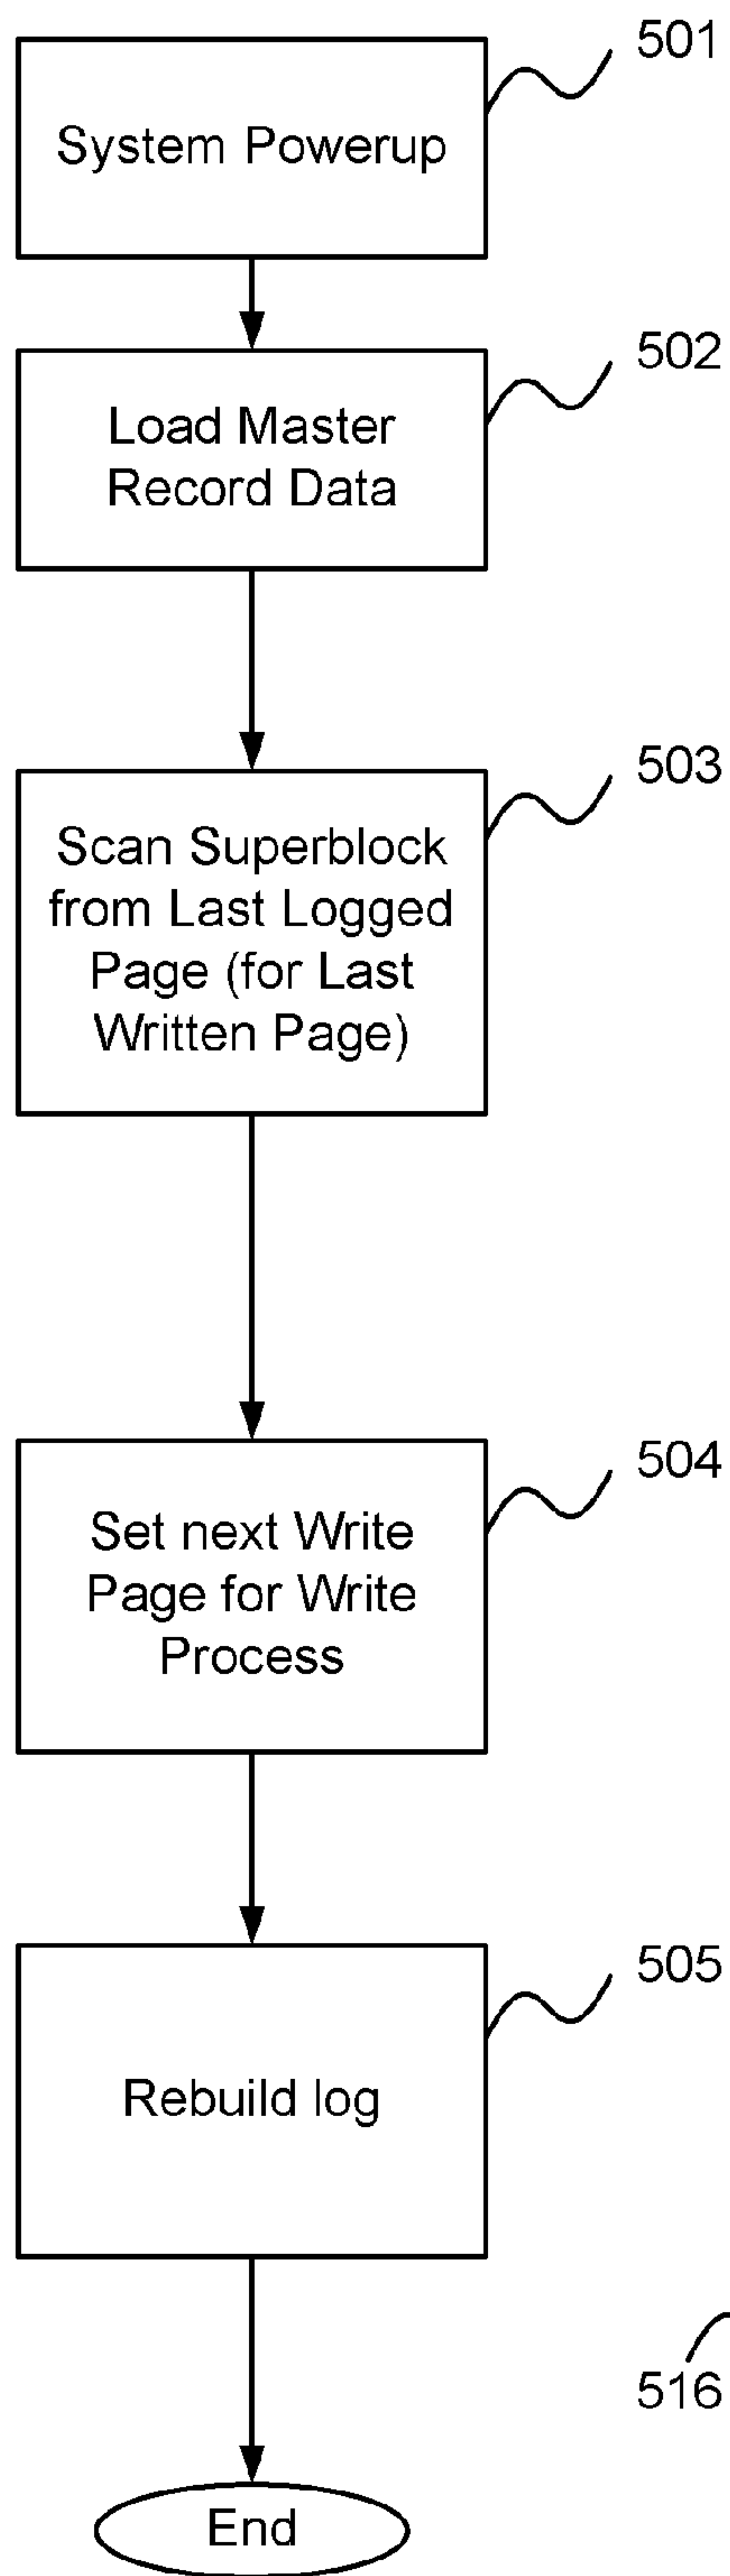 501
System Powerup
502
Load Master
Record Data
503
Scan Superblock
from Last Logged
Page (for Last
Written Page)
504
Set next Write
Page for Write
Process
505
Rebuild log
516
End